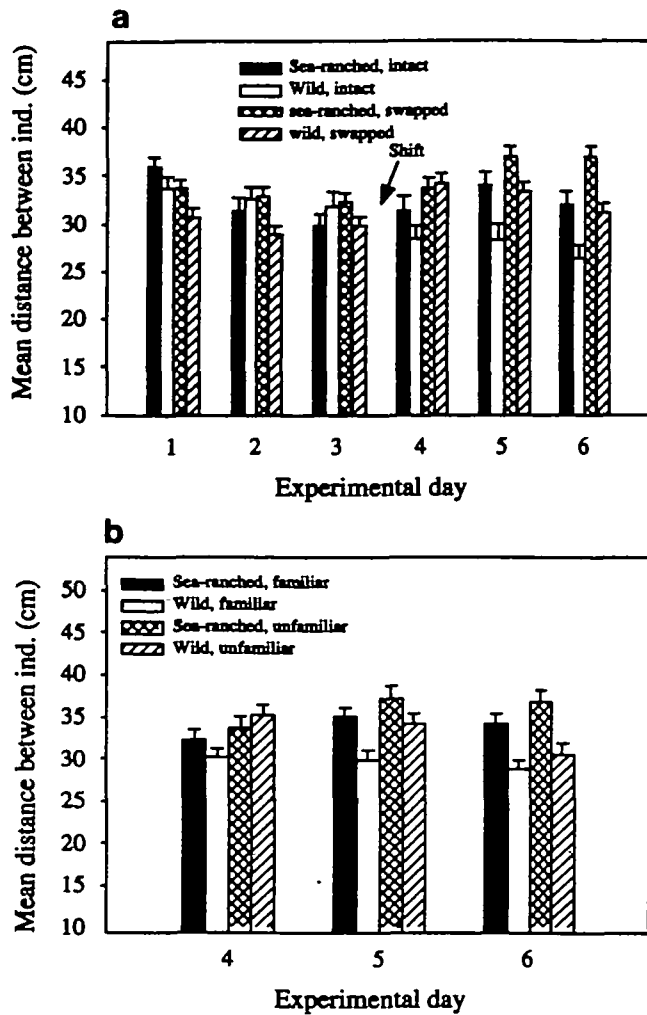 a
Mean distance between ind. (cm)
45
40
35
30
25
20
15
10
Sea-ranched, intact
Wild, intact
sea-ranched, swapped
wild, swapped
Shift
1 2 3 4 5 6
Experimental day
b
Mean distance between ind. (cm)
50
45
40
35
30
25
20
15
10
Sea-ranched, familiar
Wild, familiar
Sea-ranched, unfamiliar
Wild, unfamiliar
4 5 6
Experimental day